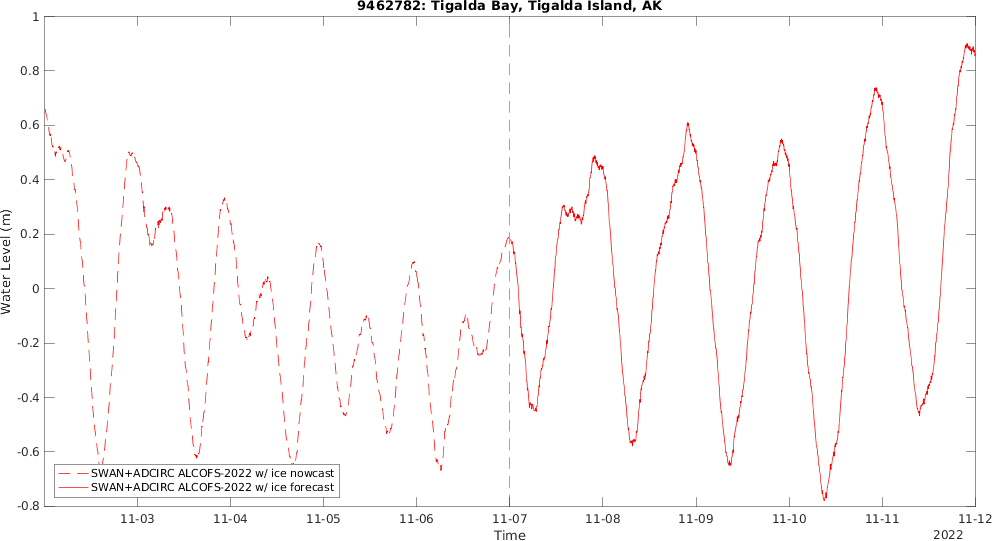 9462782: Tigalda Bay, Tigalda Island, AK
1
0.8
0.6
0.4
0.2
0
-0.2
-0.4
-0.6
-0.8
Water Level (m)
SWAN+ADCIRC ALCOFS-2022 w/ ice nowcast
SWAN+ADCIRC ALCOFS-2022 w/ ice forecast
11-03 11-04 11-05 11-06 11-07 11-08 11-09 11-10 11-11 11-12
Time
2022